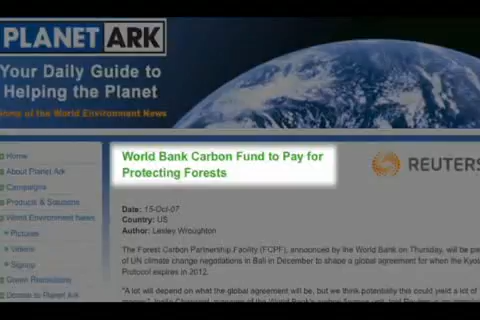 PLANET ARK
Your Daily Guide to
Helping the Planet
Home of the World Environment News
Home
About Planet Ark
Campaigns
Products & Solutions
World Environment News
Pictures
Videos
Signup
Green Resolutions
Donate to Planet Ark
World Bank Carbon Fund to Pay for
Protecting Forests
REUTERS
Date: 15-Oct-07
Country: US
Author: Lesley Wroughton
The Forest Carbon Partnership Facility (FCPF), announced by the World Bank on Thursday, will be pa
of UN climate change negotiations in Bali in December to shape a global agreement for when the Kyo
Protocol expires in 2012.
"A lot will depend on what the global agreement will be, but we think potentially this could yield a lot of